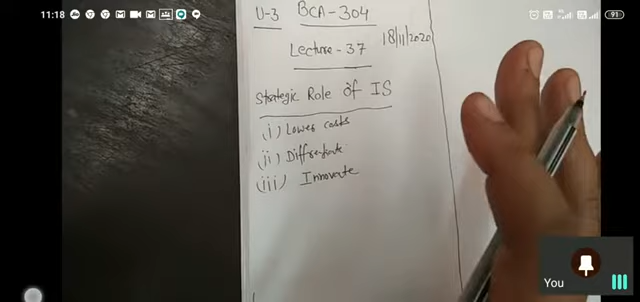 11:18
91
U-3 BCA-304
Lecture-37 18/11/2020
Strategic Role of IS
(i) Lower costs
(ii) Differentiate
(iii) Innovate
You